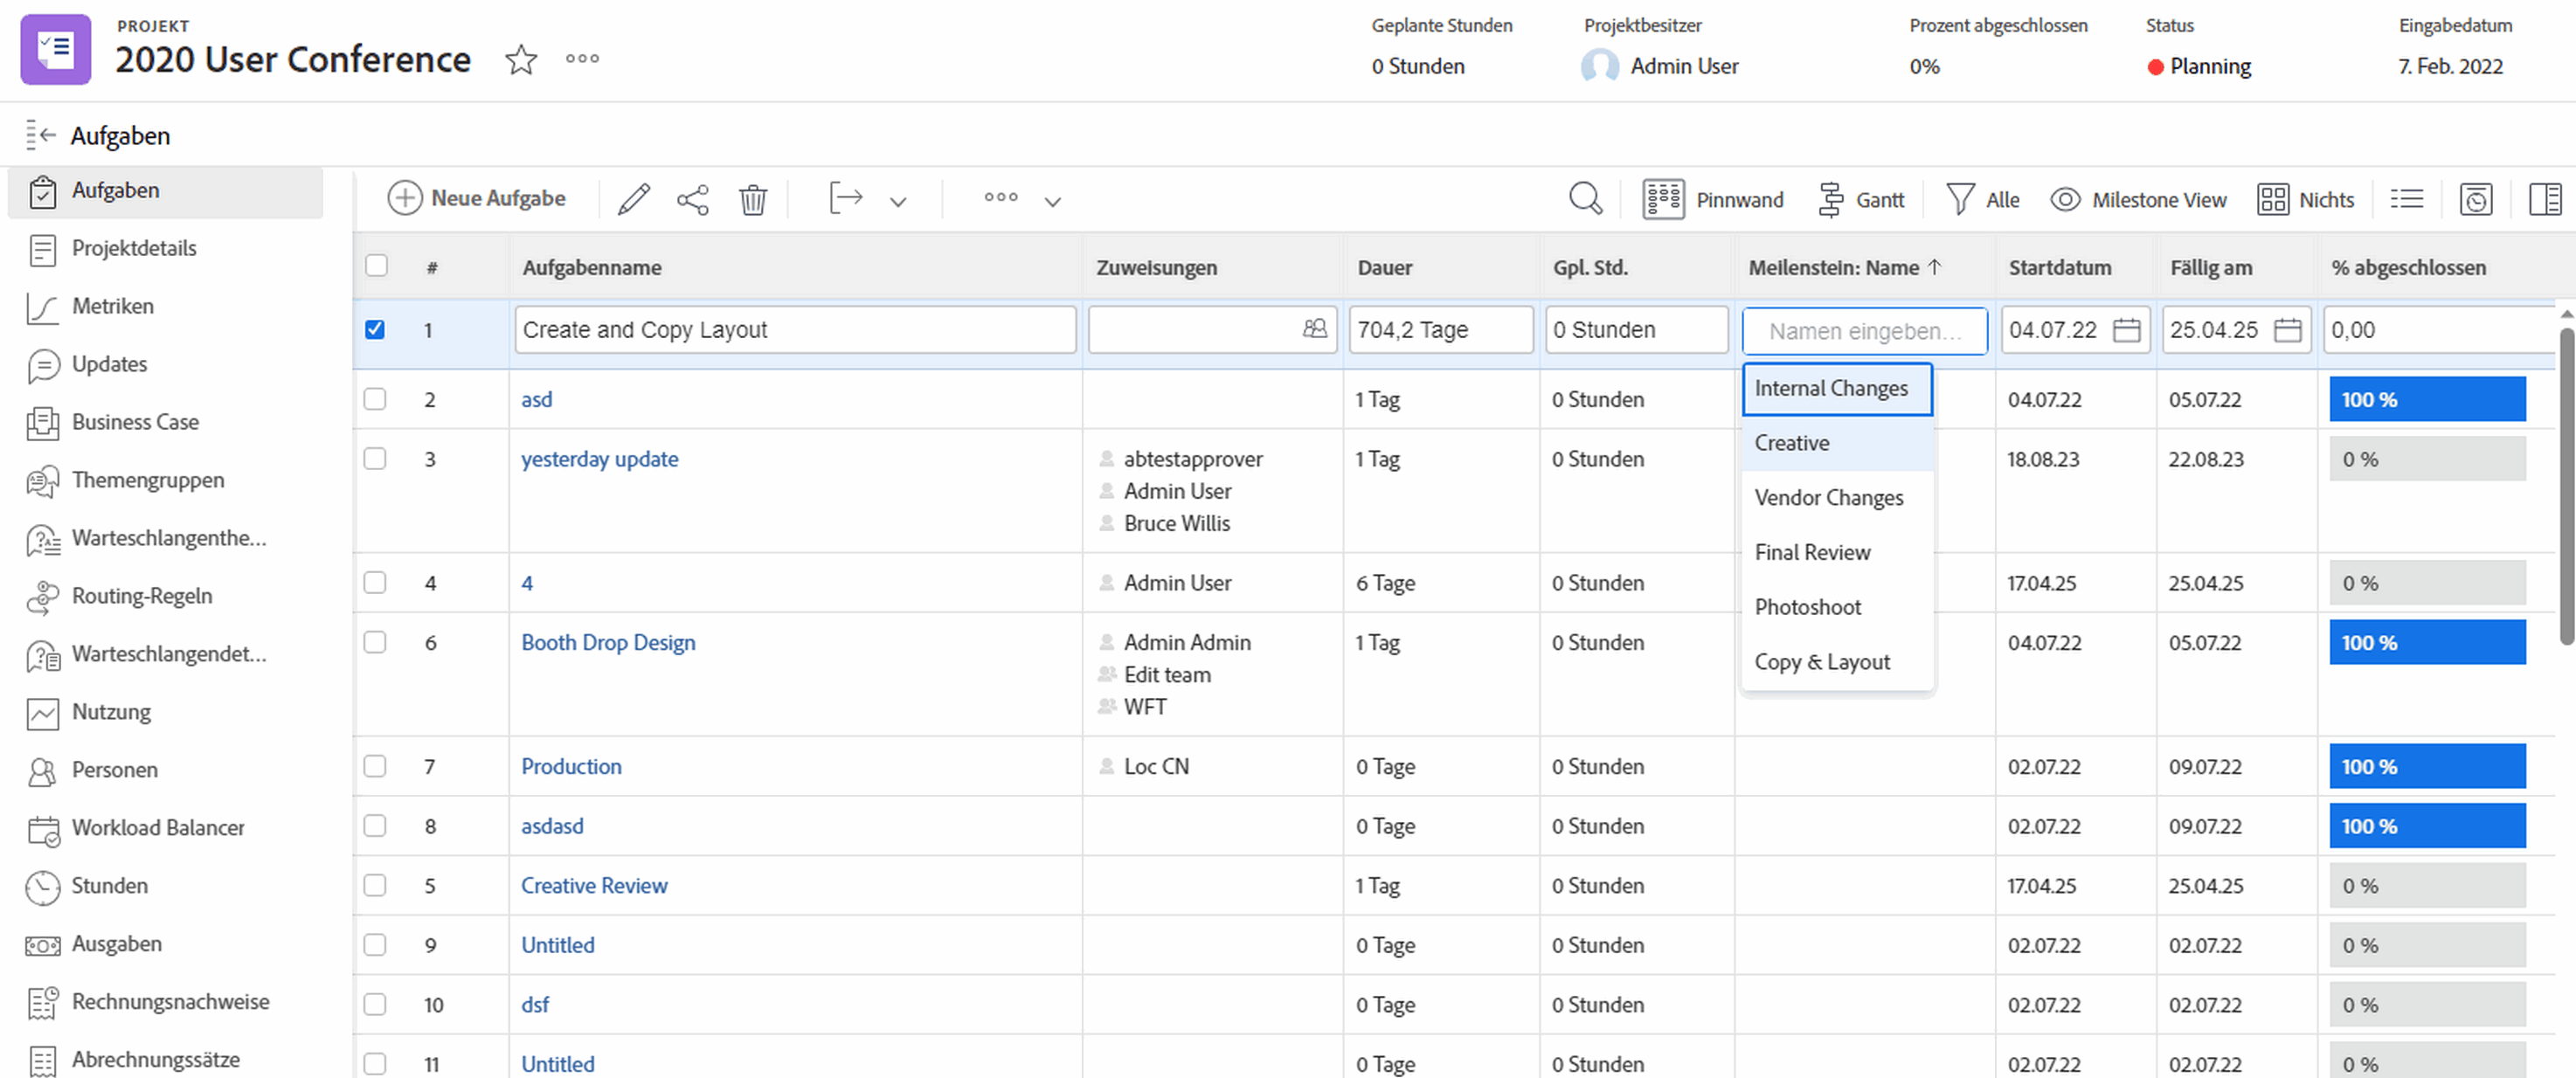 PROJEKT
2020 User Conference
Geplante Stunden
0 Stunden
Projektbesitzer
Admin User
Prozent abgeschlossen
0%
Status
Planning
Eingabedatum
7. Feb. 2022
Aufgaben
Aufgaben
Projektdetails
Metriken
Updates
Business Case
Themengruppen
Warteschlangenthe...
Routing-Regeln
Warteschlangendet...
Nutzung
Personen
Workload Balancer
Stunden
Ausgaben
Rechnungsnachweise
Abrechnungssätze
Neue Aufgabe
Pinnwand
Gantt
Alle
Milestone View
Nichts
# Aufgabenname Zuweisungen Dauer Gpl. Std. Meilenstein: Name ↑ Startdatum Fällig am % abgeschlossen
1 Create and Copy Layout 704,2 Tage 0 Stunden Namen eingeben... 04.07.22 25.04.25 0,00
Internal Changes
Creative
Vendor Changes
Final Review
Photoshoot
Copy & Layout
2 asd 1 Tag 0 Stunden 04.07.22 05.07.22 100 %
3 yesterday update abtestapprover 1 Tag 0 Stunden 18.08.23 22.08.23 0 %
Admin User
Bruce Willis
4 4 Admin User 6 Tage 0 Stunden 17.04.25 25.04.25 0 %
6 Booth Drop Design Admin Admin 1 Tag 0 Stunden 04.07.22 05.07.22 100 %
Edit team
WFT
7 Production Loc CN 0 Tage 0 Stunden 02.07.22 09.07.22 100 %
8 asdasd 0 Tage 0 Stunden 02.07.22 09.07.22 100 %
5 Creative Review 1 Tag 0 Stunden 17.04.25 25.04.25 0 %
9 Untitled 0 Tage 0 Stunden 02.07.22 02.07.22 0 %
10 dsf 0 Tage 0 Stunden 02.07.22 02.07.22 0 %
11 Untitled 0 Tage 0 Stunden 02.07.22 02.07.22 0 %